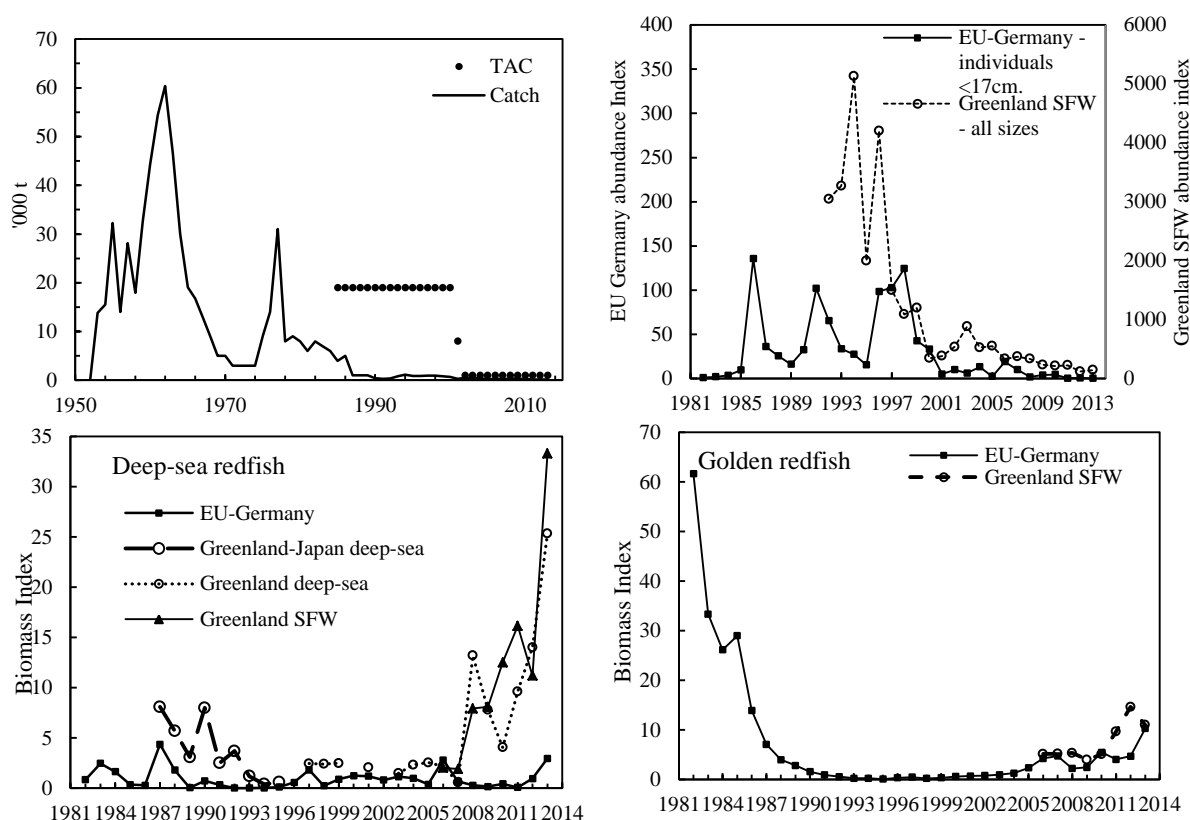 70
60
50
40
30
20
10
0
'000 t
TAC
Catch
1950
1970
1990
2010
400
350
300
250
200
150
100
50
0
EU Germany abundance Index
6000
5000
4000
3000
2000
1000
0
Greenland SFW abundance index
EU-Germany -
individuals
<17cm.
Greenland SFW
- all sizes
1981 1985 1989 1993 1997 2001 2005 2009 2013
35
30
25
20
15
10
5
0
Biomass Index
Deep-sea redfish
EU-Germany
Greenland-Japan deep-sea
Greenland deep-sea
Greenland SFW
1981 1984 1987 1990 1993 1996 1999 2002 2005 2008 2011 2014
70
60
50
40
30
20
10
0
Biomass Index
Golden redfish
EU-Germany
Greenland SFW
1981 1984 1987 1990 1993 1996 1999 2002 2005 2008 2011 2014